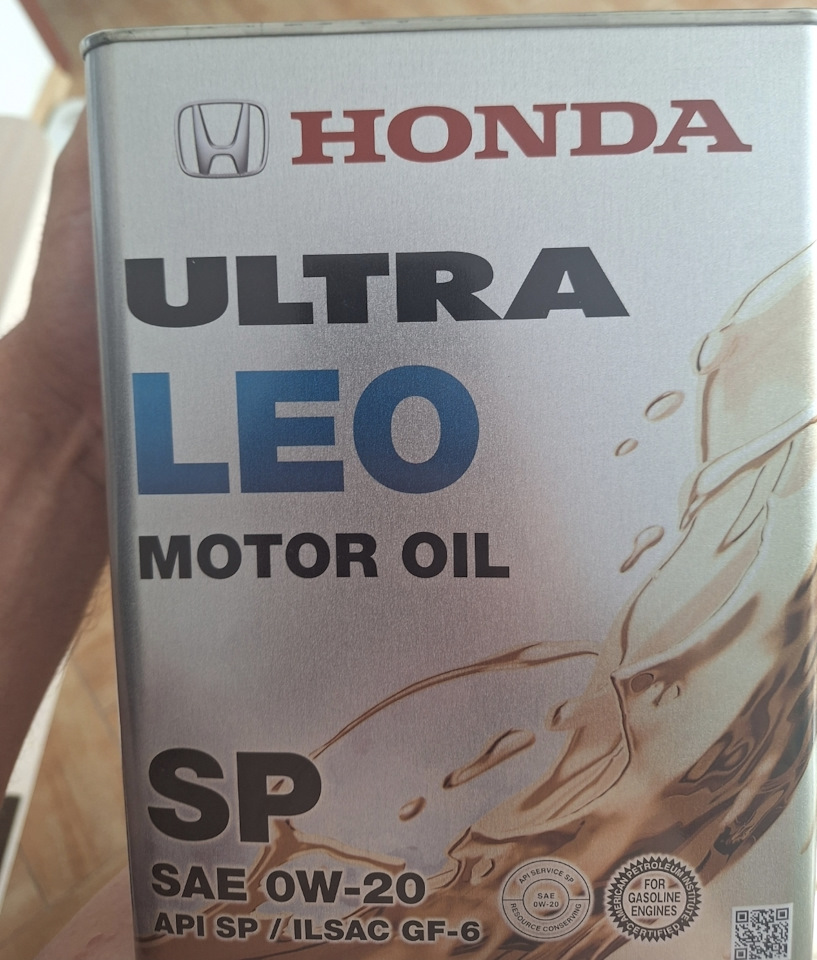 HONDA
ULTRA
LEO
MOTOR OIL
SP
SAE 0W-20
API SP / ILSAC GF-6
API SERVICE SP
SAE
0W-20
RESOURCE CONSERVING
AMERICAN PETROLEUM INSTITUTE
FOR
GASOLINE
ENGINES
CERTIFIED